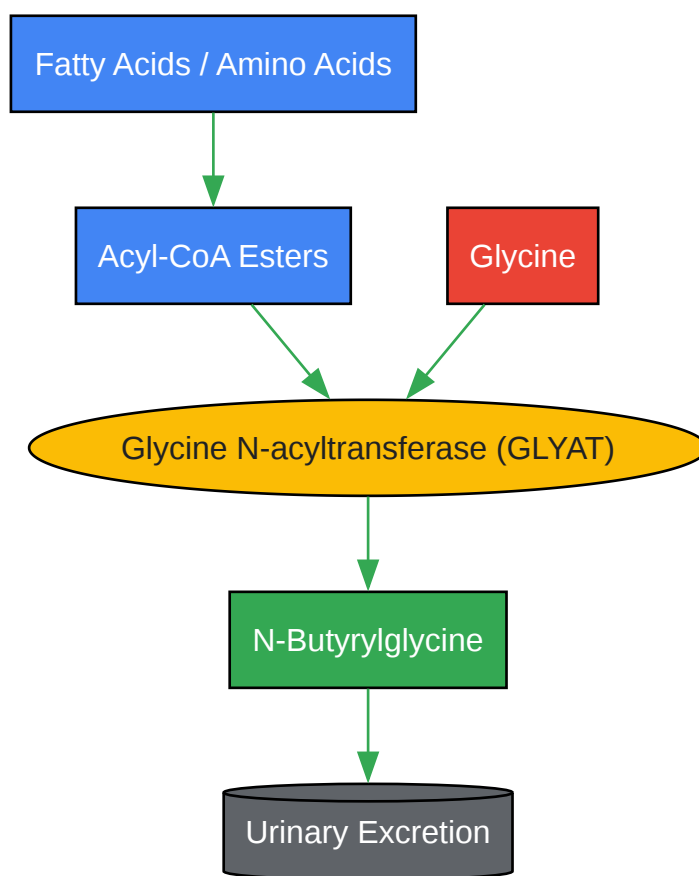 Fatty Acids / Amino Acids
Acyl-CoA Esters
Glycine
Glycine N-acyltransferase (GLYAT)
N-Butyrylglycine
Urinary Excretion